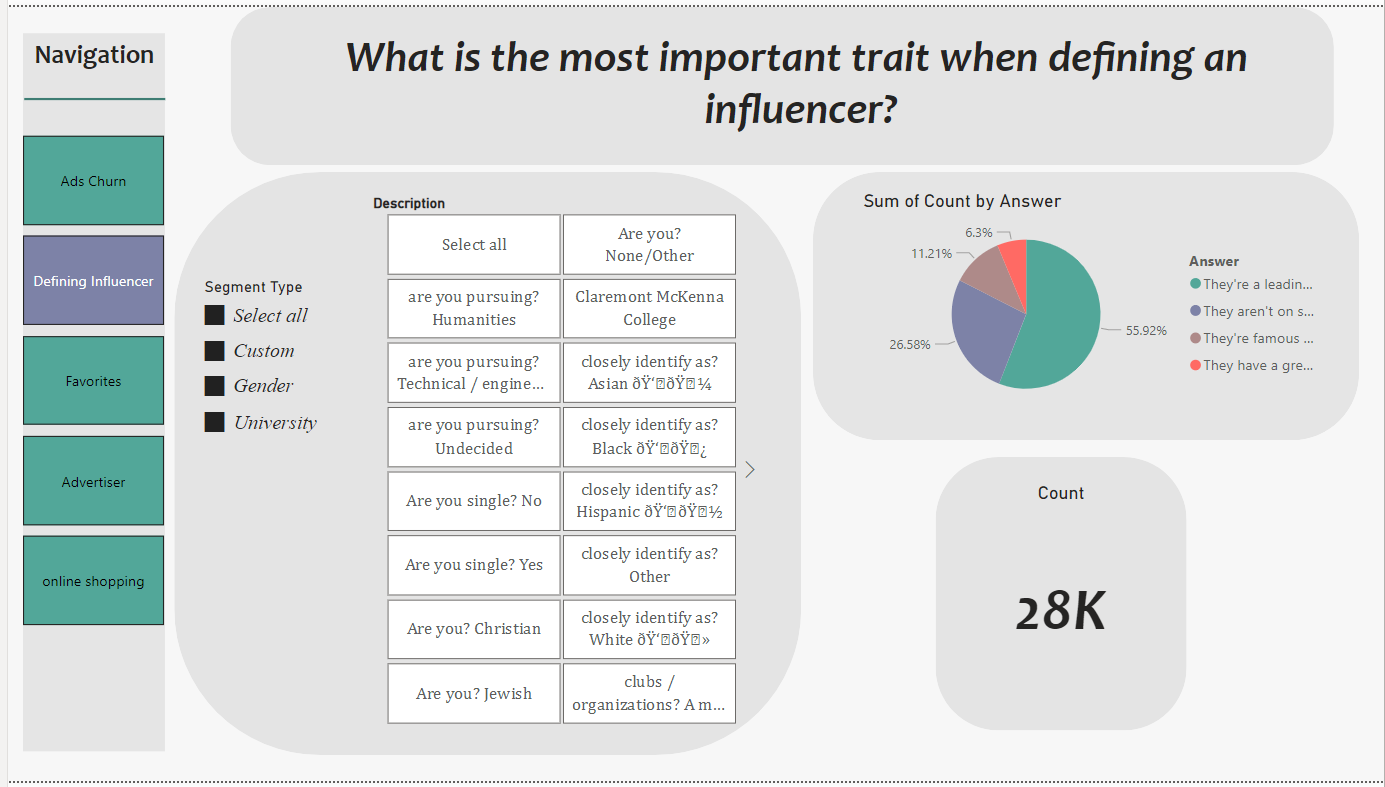 Navigation
Ads Churn
Defining Influencer
Favorites
Advertiser
online shopping
What is the most important trait when defining an
influencer?
Segment Type
Select all
Custom
Gender
University
Description
Select all
Are you?
None/Other
are you pursuing?
Humanities
Claremont McKenna
College
are you pursuing?
Technical / engine...
closely identify as?
Asian ðŸ‘�ðŸ�¼
are you pursuing?
Undecided
closely identify as?
Black ðŸ‘�ðŸ�¿
Are you single? No
closely identify as?
Hispanic ðŸ‘�ðŸ�½
Are you single? Yes
closely identify as?
Other
Are you? Christian
closely identify as?
White ðŸ‘�ðŸ�»
Are you? Jewish
clubs /
organizations? A m...
Sum of Count by Answer
6.3%
11.21%
26.58%
55.92%
Answer
They're a leadin...
They aren't on s...
They're famous ...
They have a gre...
Count
28K